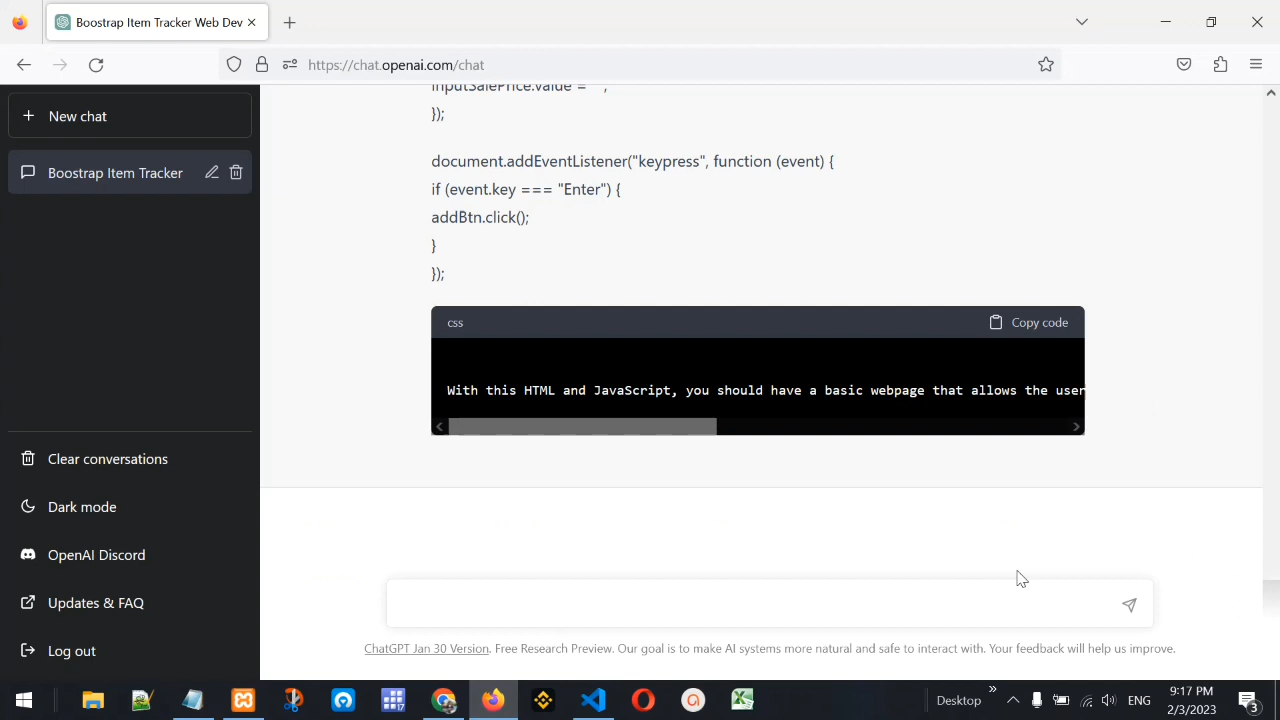 Boostrap Item Tracker Web Dev
https://chat.openai.com/chat
New chat
Boostrap Item Tracker
Clear conversations
Dark mode
OpenAI Discord
Updates & FAQ
Log out
inputSalePrice.value = "";
});
document.addEventListener("keypress", function (event) {
if (event.key === "Enter") {
addBtn.click();
}
});
css
Copy code
With this HTML and JavaScript, you should have a basic webpage that allows the user
ChatGPT Jan 30 Version. Free Research Preview. Our goal is to make AI systems more natural and safe to interact with. Your feedback will help us improve.
17
Desktop
ENG
9:17 PM
2/3/2023
3